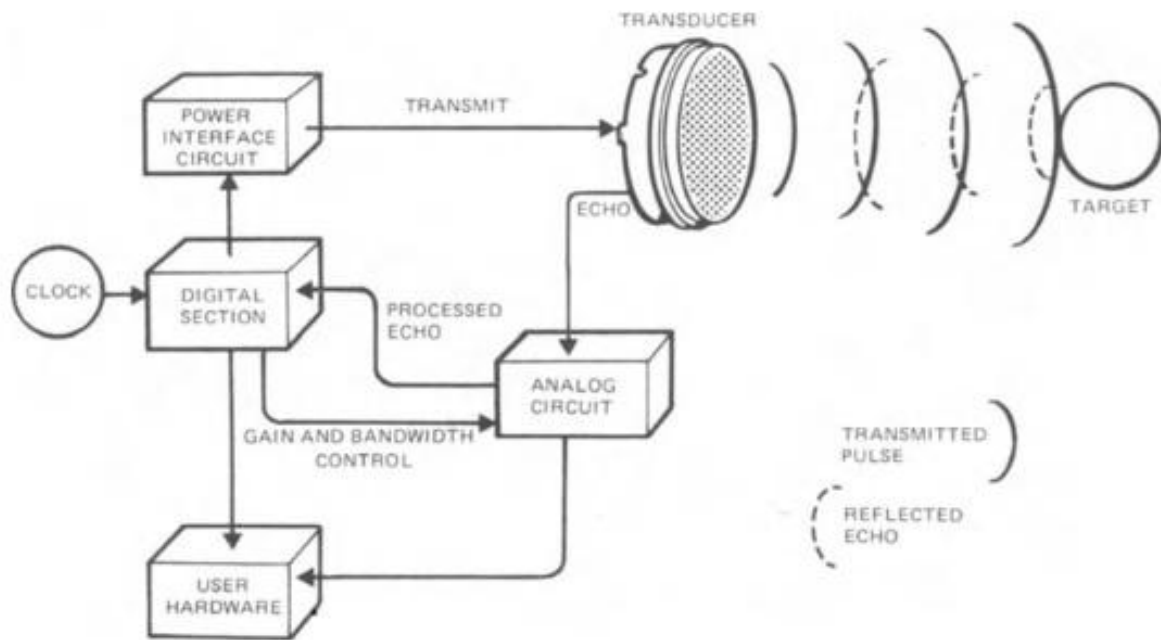 TRANSDUCER
POWER
INTERFACE
CIRCUIT
TRANSMIT
ECHO
TARGET
CLOCK
DIGITAL
SECTION
PROCESSED
ECHO
ANALOG
CIRCUIT
GAIN AND BANDWIDTH
CONTROL
TRANSMITTED
PULSE
REFLECTED
ECHO
USER
HARDWARE